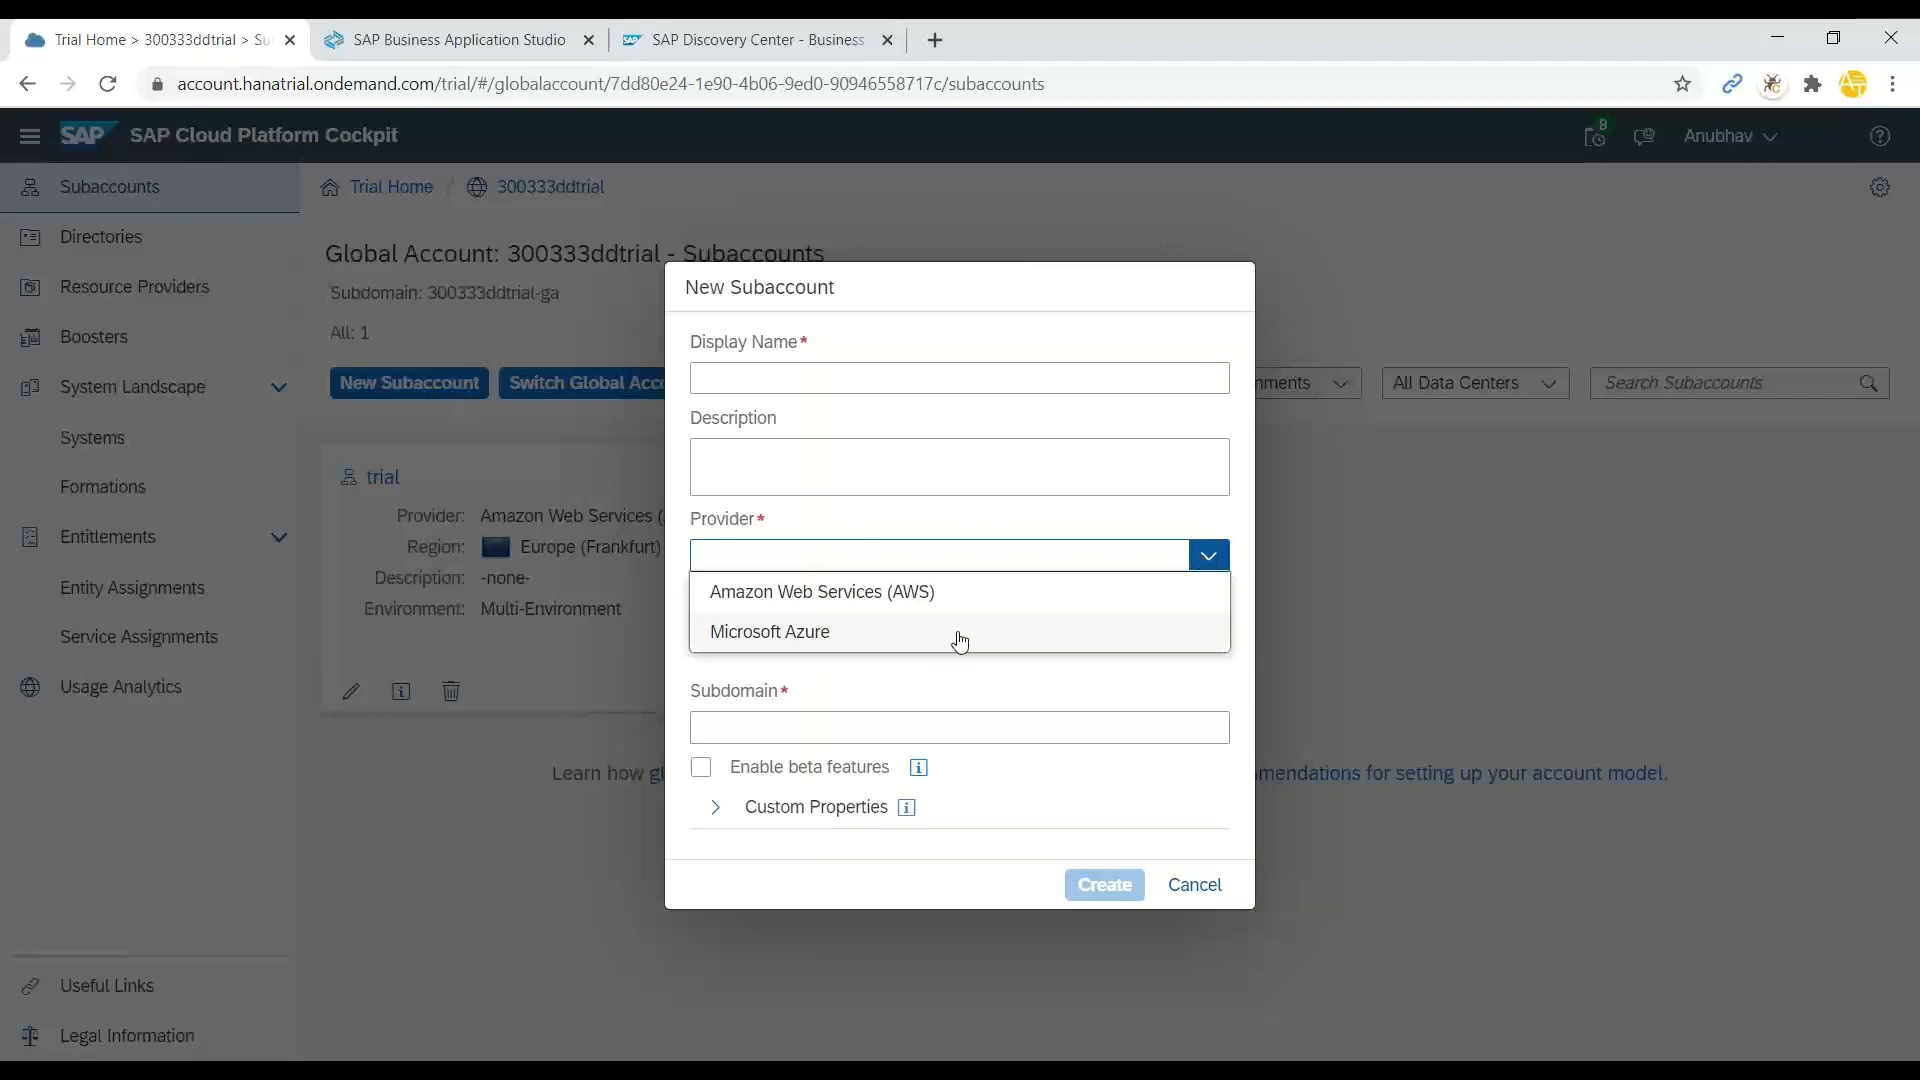 Trial Home > 300333ddtrial > Su
SAP Business Application Studio
SAP Discovery Center - Business
account.hanatrial.ondemand.com/trial/#/globalaccount/7dd80e24-1e90-4b06-9ed0-90946558717c/subaccounts
SAP SAP Cloud Platform Cockpit
8
Anubhav
Subaccounts
Directories
Resource Providers
Boosters
System Landscape
Systems
Formations
Entitlements
Entity Assignments
Service Assignments
Usage Analytics
Useful Links
Legal Information
Trial Home / 300333ddtrial
Global Account: 300333ddtrial - Subaccounts
Subdomain: 300333ddtrial-ga
All: 1
New Subaccount
Switch Global Acco
nments
All Data Centers
Search Subaccounts
trial
Provider: Amazon Web Services (
Region: Europe (Frankfurt)
Description: -none-
Environment: Multi-Environment
Learn how gl
mendations for setting up your account model.
New Subaccount
Display Name*
Description
Provider*
Amazon Web Services (AWS)
Microsoft Azure
Subdomain*
Enable beta features
Custom Properties
Create
Cancel